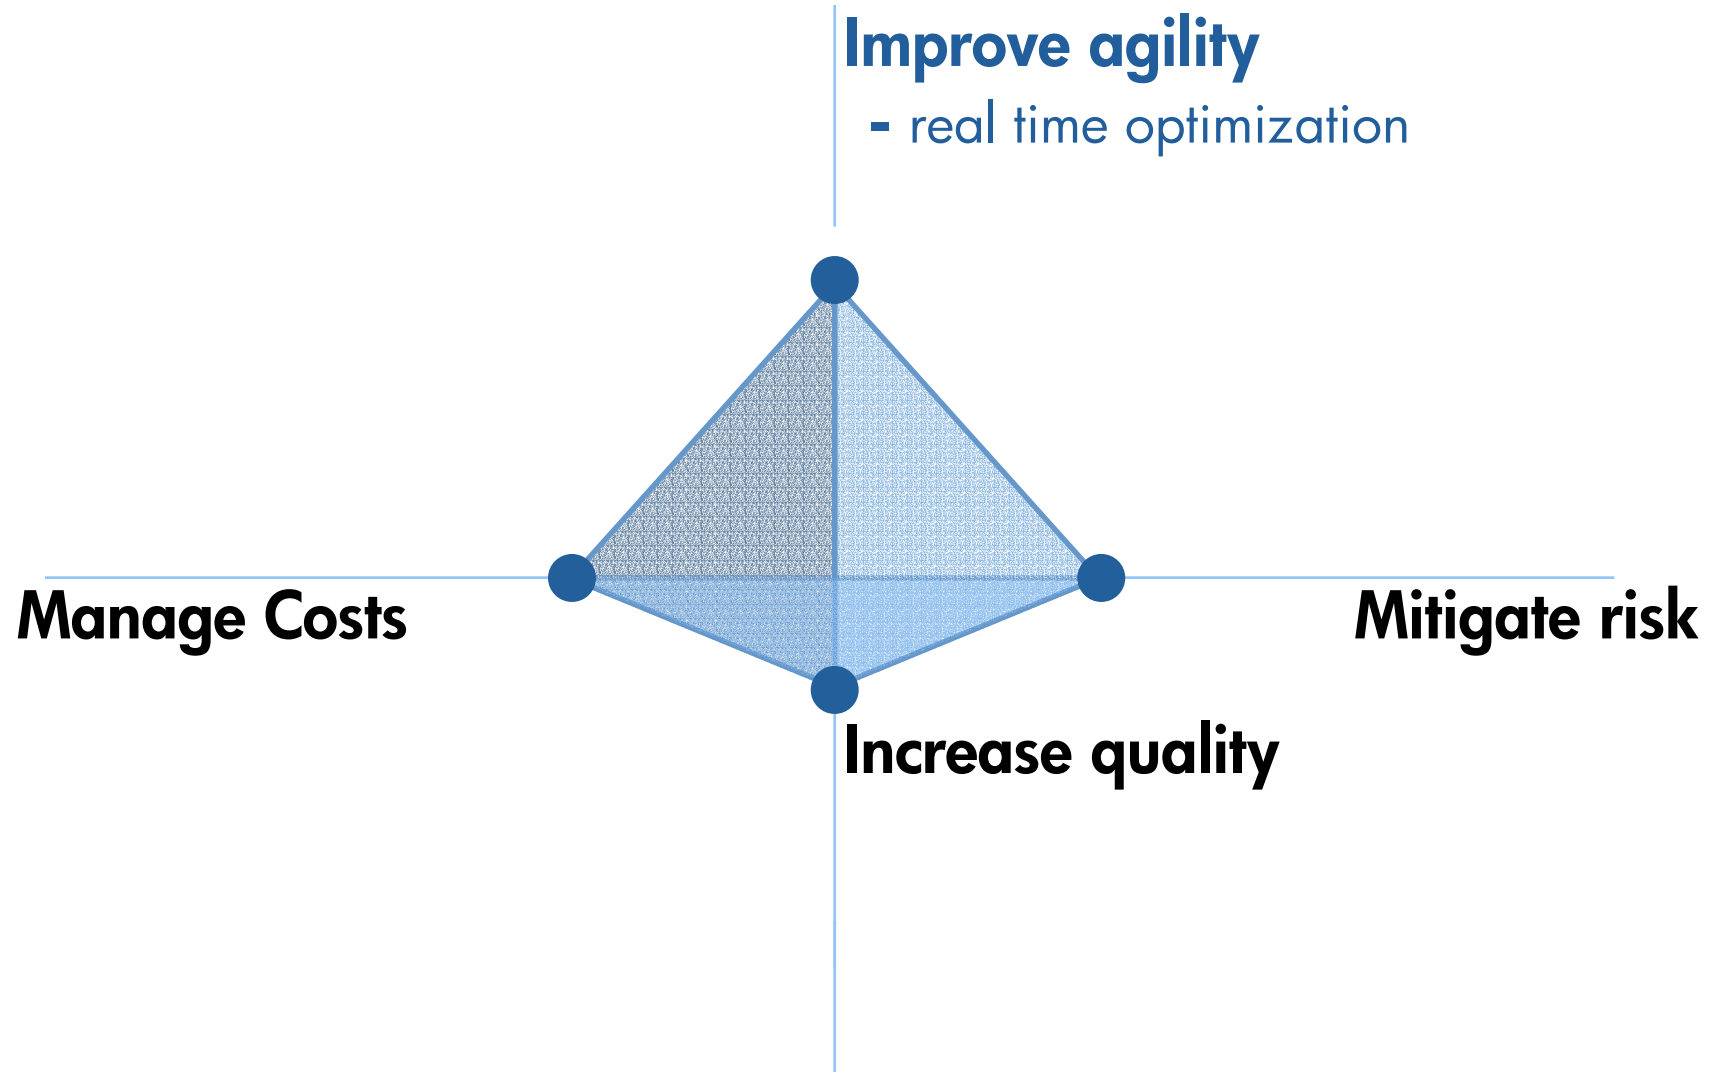 Improve agility
- real time optimization
Manage Costs
Mitigate risk
Increase quality